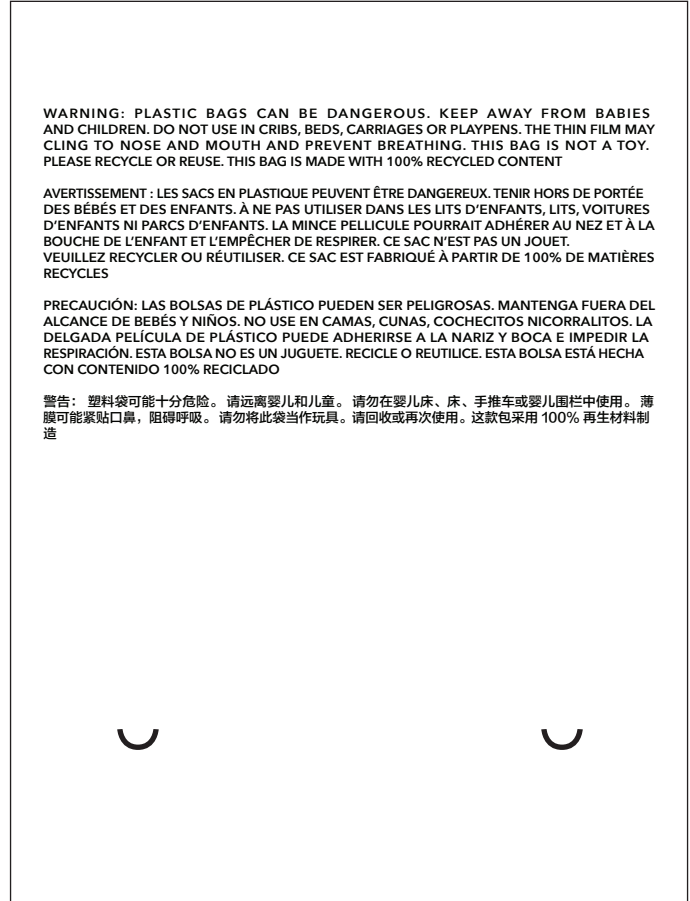 WARNING: PLASTIC BAGS CAN BE DANGEROUS. KEEP AWAY FROM BABIES
AND CHILDREN. DO NOT USE IN CRIBS, BEDS, CARRIAGES OR PLAYPENS. THE THIN FILM MAY
CLING TO NOSE AND MOUTH AND PREVENT BREATHING. THIS BAG IS NOT A TOY.
PLEASE RECYCLE OR REUSE. THIS BAG IS MADE WITH 100% RECYCLED CONTENT
AVERTISSEMENT : LES SACS EN PLASTIQUE PEUVENT ÊTRE DANGEREUX. TENIR HORS DE PORTÉE
DES BÉBÉS ET DES ENFANTS. À NE PAS UTILISER DANS LES LITS D'ENFANTS, LITS, VOITURES
D'ENFANTS NI PARCS D'ENFANTS. LA MINCE PELLICULE POURRAIT ADHÉRER AU NEZ ET À LA
BOUCHE DE L'ENFANT ET L'EMPÊCHER DE RESPIRER. CE SAC N'EST PAS UN JOUET.
VEUILLEZ RECYCLER OU RÉUTILISER. CE SAC EST FABRIQUÉ À PARTIR DE 100% DE MATIÈRES
RECYCLES
PRECAUCIÓN: LAS BOLSAS DE PLÁSTICO PUEDEN SER PELIGROSAS. MANTENGA FUERA DEL
ALCANCE DE BEBÉS Y NIÑOS. NO USE EN CAMAS, CUNAS, COCHECITOS NICORRALITOS. LA
DELGADA PELÍCULA DE PLÁSTICO PUEDE ADHERIRSE A LA NARIZ Y BOCA E IMPEDIR LA
RESPIRACIÓN. ESTA BOLSA NO ES UN JUGUETE. RECICLE O REUTILICE. ESTA BOLSA ESTÁ HECHA
CON CONTENIDO 100% RECICLADO
警告： 塑料袋可能十分危险。 请远离婴儿和儿童。 请勿在婴儿床、床、手推车或婴儿围栏中使用。 薄
膜可能紧贴口鼻，阻碍呼吸。 请勿将此袋当作玩具。请回收或再次使用。这款包采用 100% 再生材料制
造